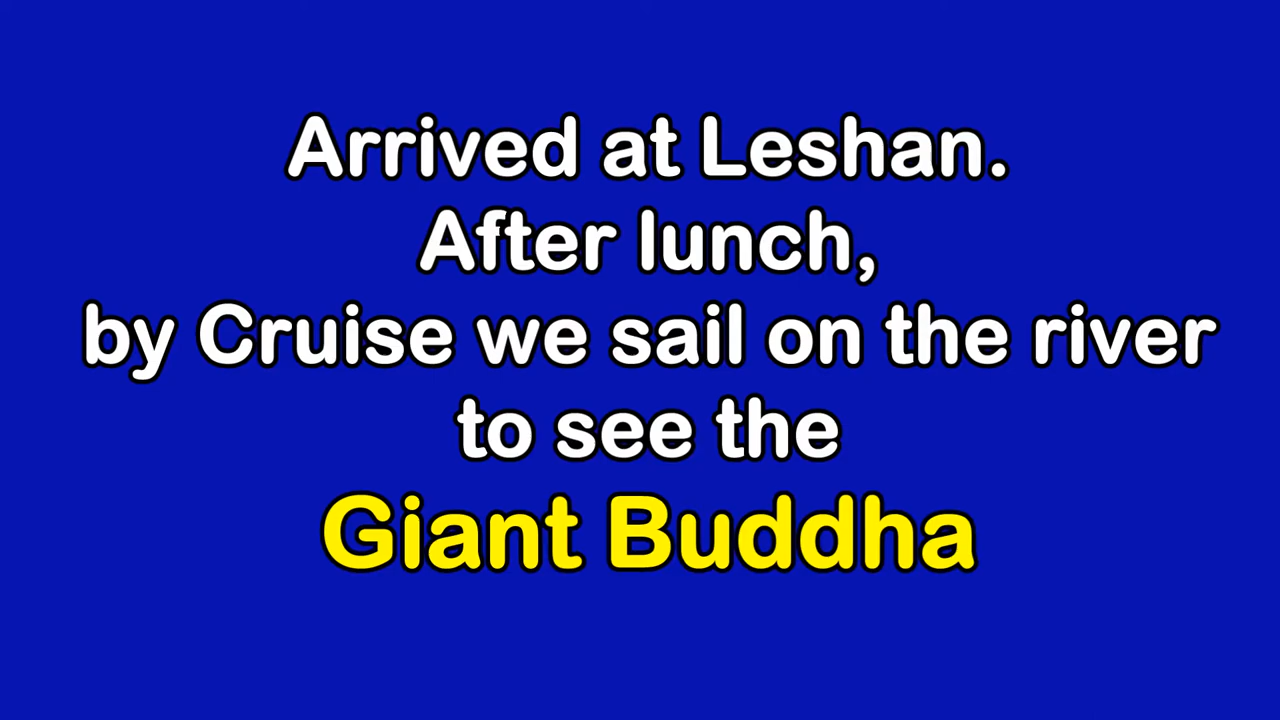 Arrived at Leshan.
After lunch,
by Cruise we sail on the river
to see the
Giant Buddha